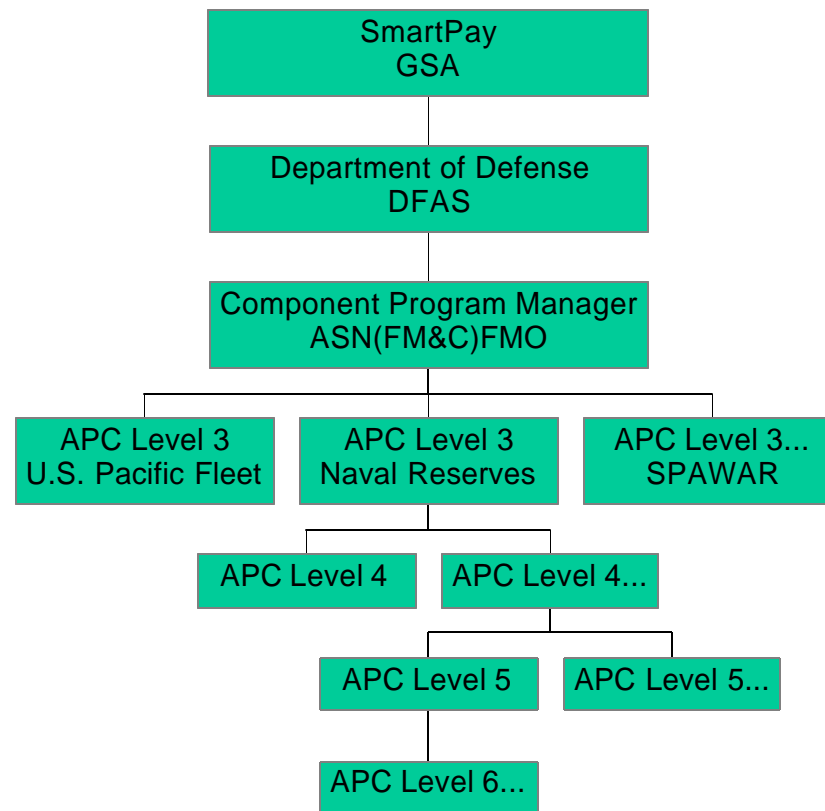 SmartPay
GSA
Department of Defense
DFAS
Component Program Manager
ASN(FM&C)FMO
APC Level 3
U.S. Pacific Fleet
APC Level 3
Naval Reserves
APC Level 3...
SPAWAR
APC Level 4
APC Level 4...
APC Level 5
APC Level 5...
APC Level 6...